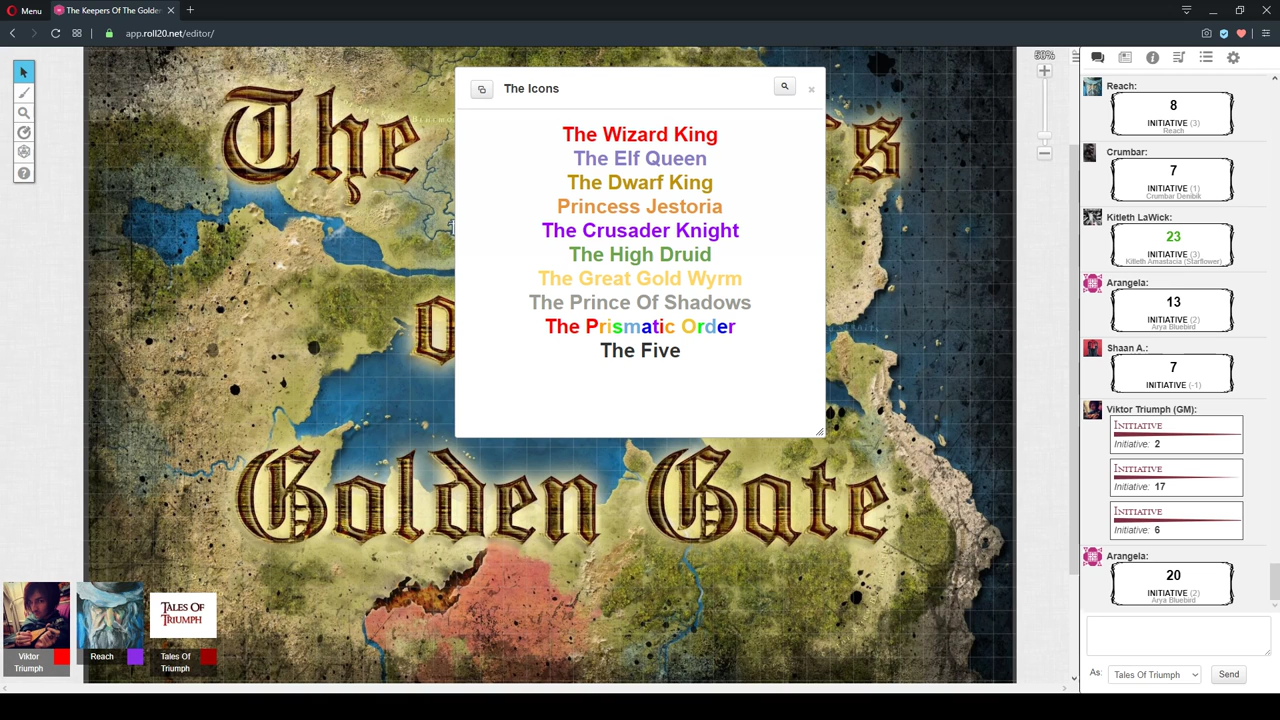 Menu
The Keepers Of The Golden
app.roll20.net/editor/
The
s
o
Golden Gate
The Icons
The Wizard King
The Elf Queen
The Dwarf King
Princess Jestoria
The Crusader Knight
The High Druid
The Great Gold Wyrm
The Prince Of Shadows
The Prismatic Order
The Five
Reach:
8
INITIATIVE (3)
Reach
Crumbar:
7
INITIATIVE (1)
Crumbar Denibik
Kitleth LaWick:
23
INITIATIVE (3)
Kitleth Amastacia (Starflower)
Arangela:
13
INITIATIVE (2)
Arya Bluebird
Shaan A.:
7
INITIATIVE (-1)
Viktor Triumph (GM):
INITIATIVE
Initiative: 2
INITIATIVE
Initiative: 17
INITIATIVE
Initiative: 6
Arangela:
20
INITIATIVE (2)
Arya Bluebird
As:
Tales Of Triumph
Send
Viktor
Triumph
Reach
TALES OF
TRIUMPH
Tales Of
Triumph